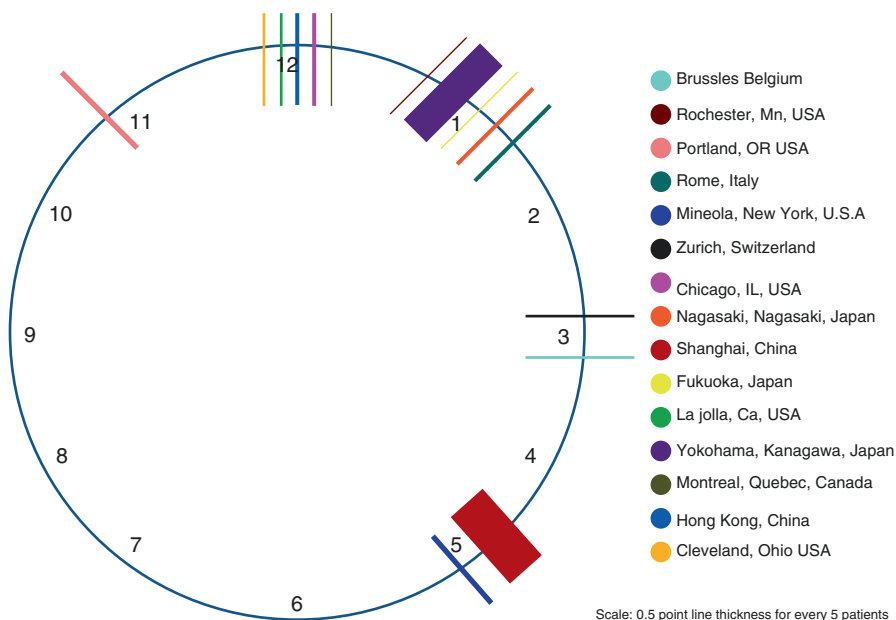 12
1
2
3
4
5
6
7
8
9
10
11
Brussles Belgium
Rochester, Mn, USA
Portland, OR USA
Rome, Italy
Mineola, New York, U.S.A
Zurich, Switzerland
Chicago, IL, USA
Nagasaki, Nagasaki, Japan
Shanghai, China
Fukuoka, Japan
La jolla, Ca, USA
Yokohama, Kanagawa, Japan
Montreal, Quebec, Canada
Hong Kong, China
Cleveland, Ohio USA
Scale: 0.5 point line thickness for every 5 patients